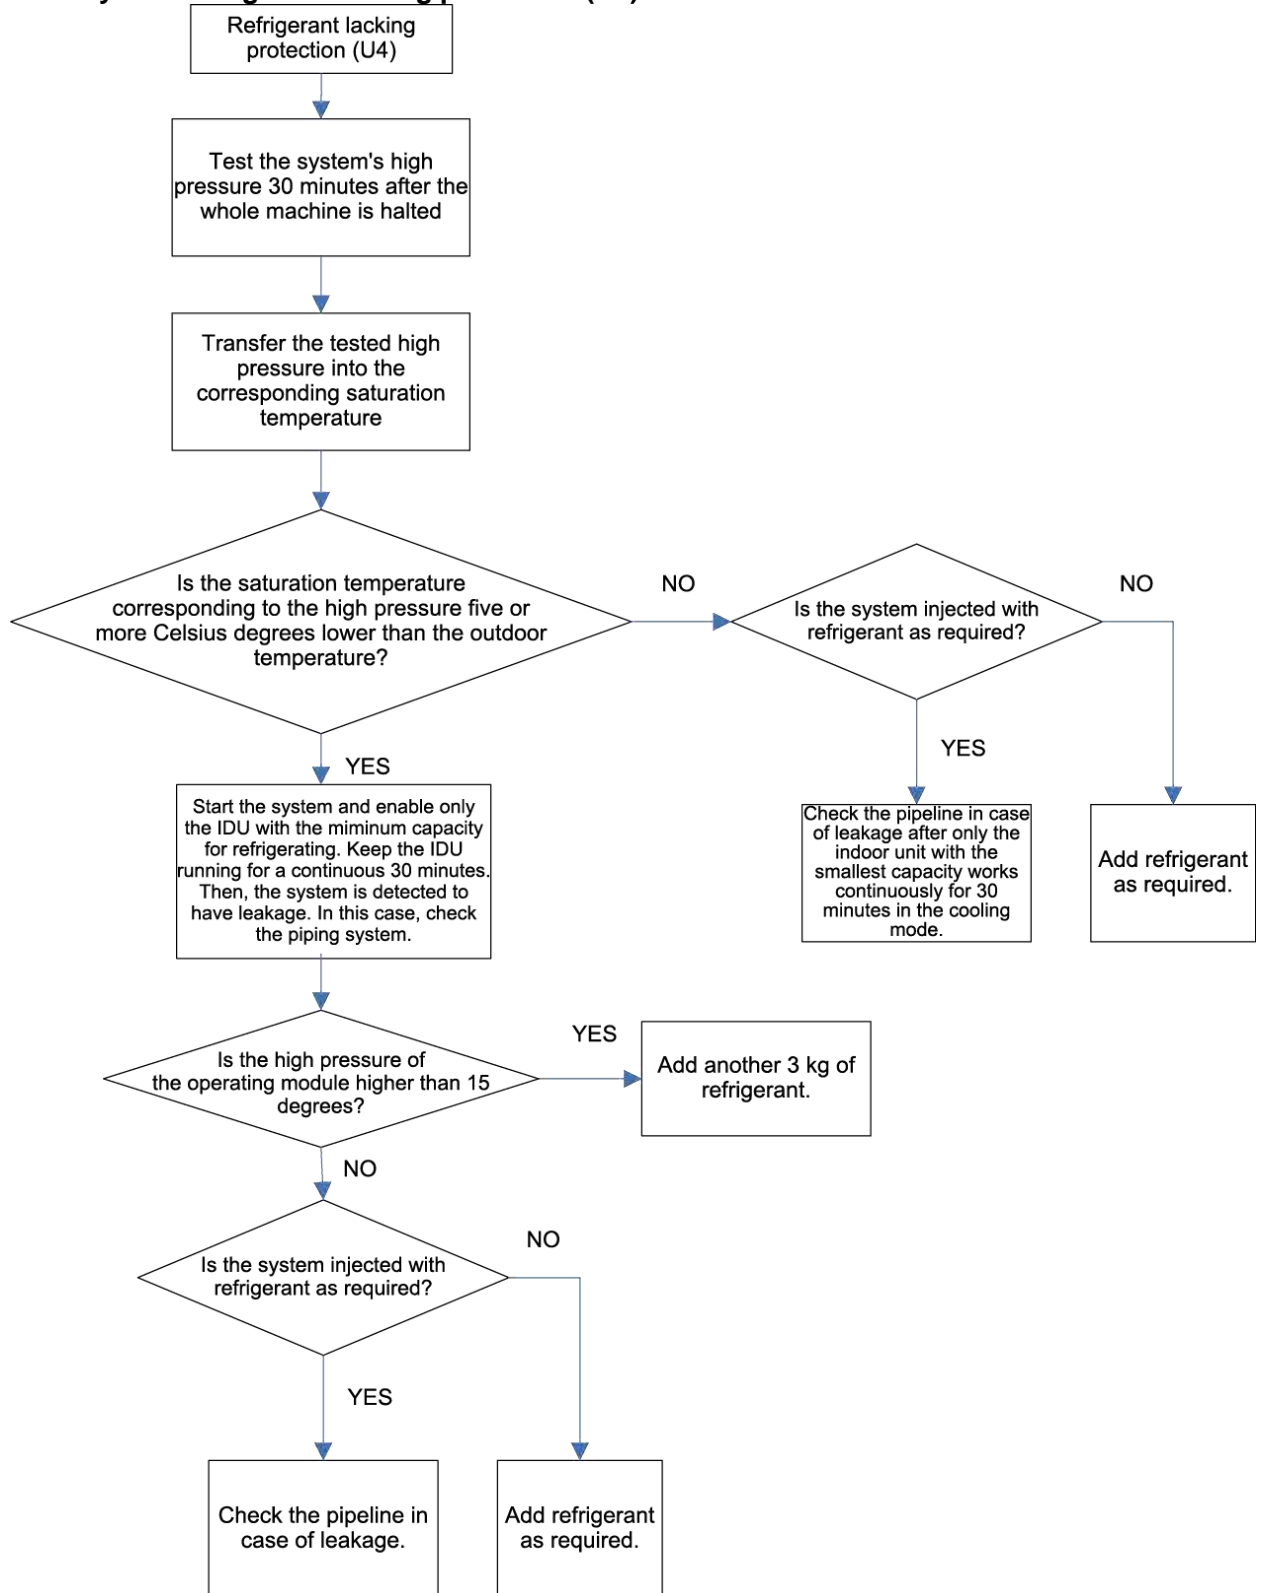 Refrigerant lacking
protection (U4)
Test the system's high
pressure 30 minutes after the
whole machine is halted
Transfer the tested high
pressure into the
corresponding saturation
temperature
Is the saturation temperature
corresponding to the high pressure five or
more Celsius degrees lower than the outdoor
temperature?
NO
Is the system injected with
refrigerant as required?
NO
YES
YES
Start the system and enable only
the IDU with the miminum capacity
for refrigerating. Keep the IDU
running for a continuous 30 minutes.
Then, the system is detected to
have leakage. In this case, check
the piping system.
Check the pipeline in case
of leakage after only the
indoor unit with the
smallest capacity works
continuously for 30
minutes in the cooling
mode.
Add refrigerant
as required.
Is the high pressure of
the operating module higher than 15
degrees?
YES
Add another 3 kg of
refrigerant.
NO
Is the system injected with
refrigerant as required?
NO
YES
Check the pipeline in
case of leakage.
Add refrigerant
as required.